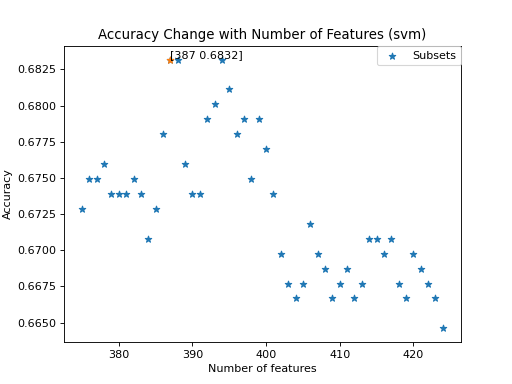 Accuracy Change with Number of Features (svm)
[387 0.6832]
Subsets
0.6825
0.6800
0.6775
0.6750
0.6725
0.6700
0.6675
0.6650
Accuracy
380 390 400 410 420
Number of features